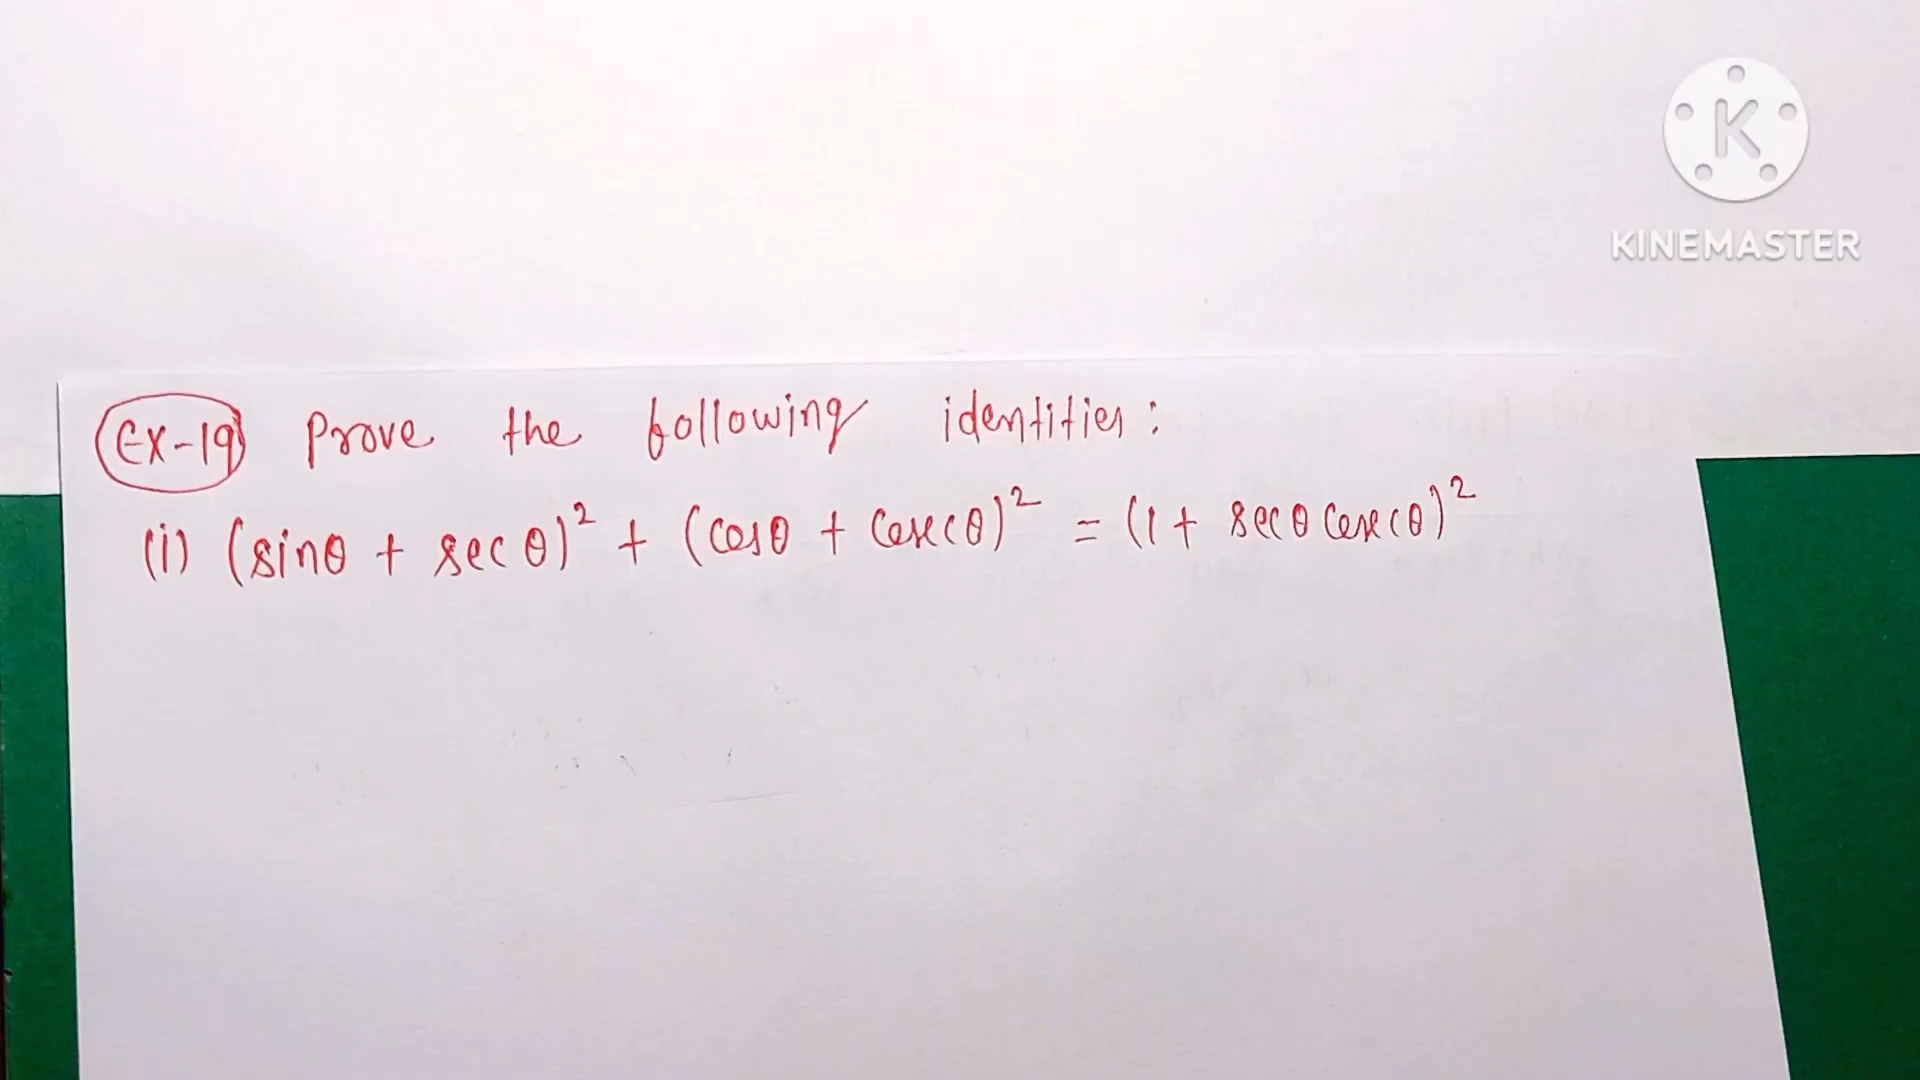 K
KINEMASTER
Ex-19 Prove the following identities:
(i) (sinθ + secθ)² + (cosθ + cosecθ)² = (1 + secθ cosecθ)²